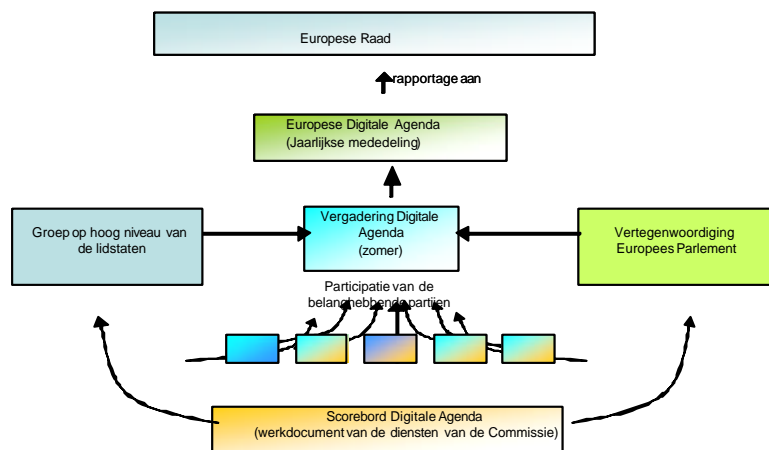 Europese Raad
rapportage aan
Europese Digitale Agenda
(Jaarlijkse mededeling)
Groep op hoog niveau van
de lidstaten
Vergadering Digitale
Agenda
(zomer)
Vertegenwoordiging
Europees Parlement
Participatie van de
belanghebbende partijen
Scorebord Digitale Agenda
(werkdocument van de diensten van de Commissie)